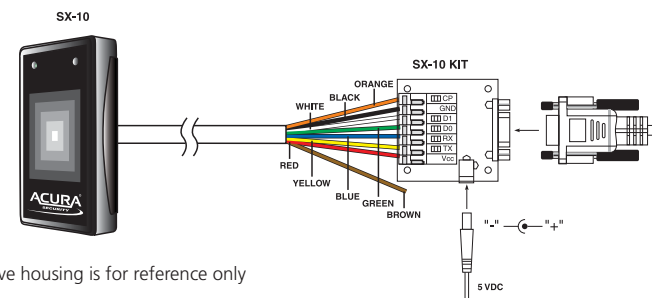 SX-10
SX-10 KIT
ORANGE
BLACK
WHITE
CP
GND
D1
D0
RX
TX
Vcc
RED
YELLOW
BLUE
GREEN
BROWN
ACURA
SECURITY
"-" "+"
ve housing is for reference only
5 VDC